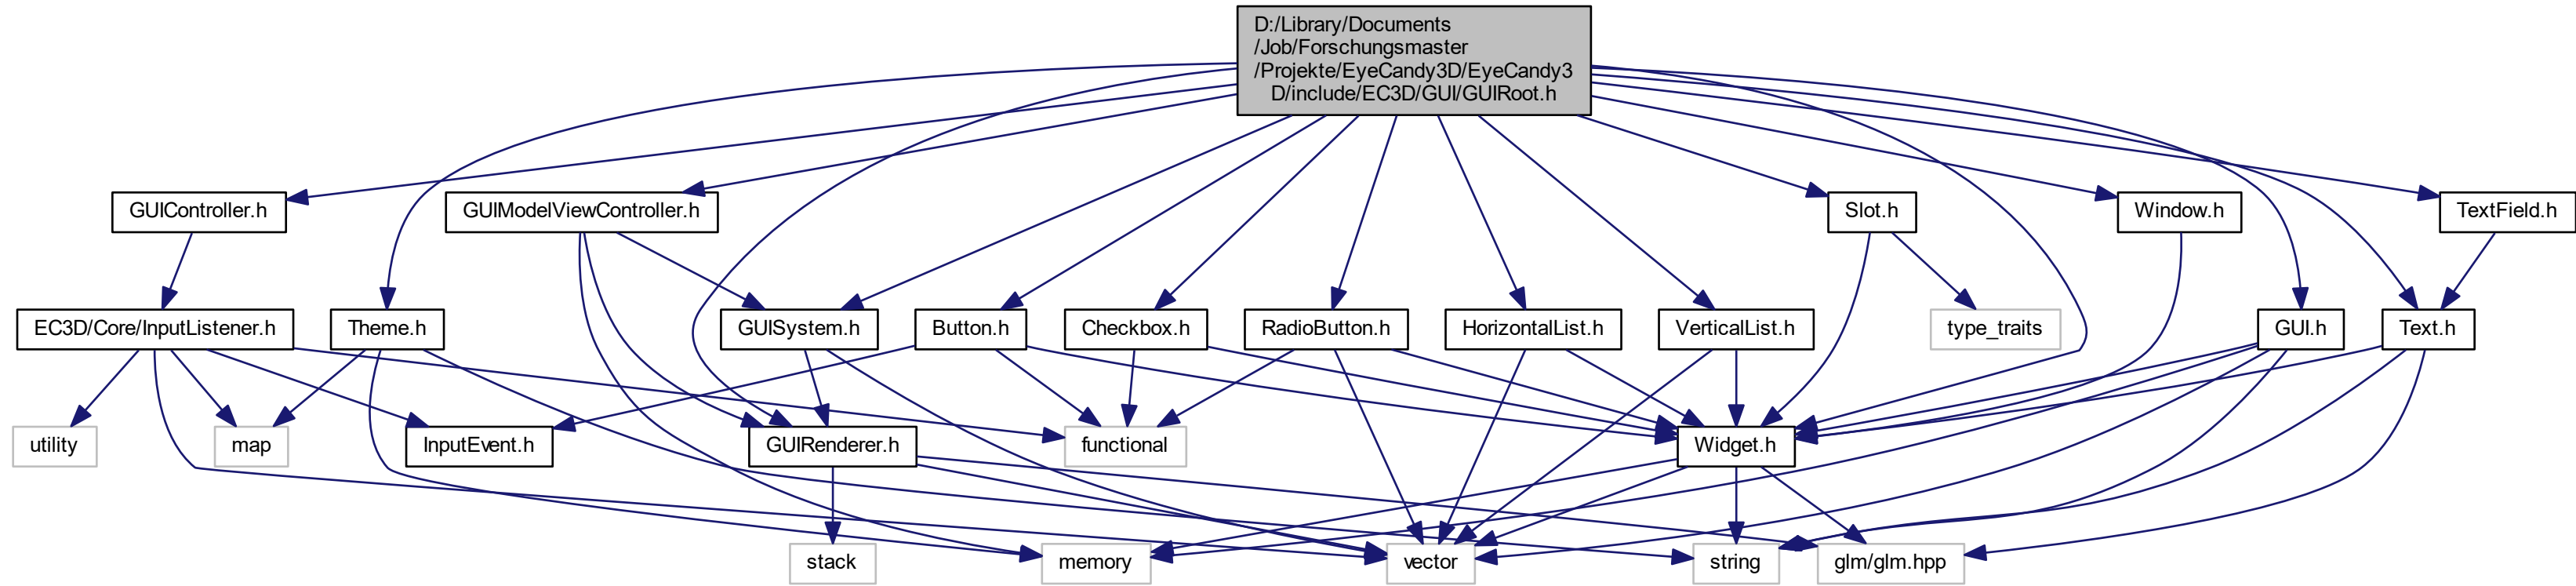 D:/Library/Documents
/Job/Forschungsmaster
/Projekte/EyeCandy3D/EyeCandy3
D/include/EC3D/GUI/GUIRoot.h
GUIController.h
GUIModelViewController.h
Slot.h
Window.h
TextField.h
EC3D/Core/InputListener.h
Theme.h
GUISystem.h
Button.h
Checkbox.h
RadioButton.h
HorizontalList.h
VerticalList.h
type_traits
GUI.h
Text.h
utility
map
InputEvent.h
GUIRenderer.h
functional
Widget.h
stack
memory
vector
string
glm/glm.hpp